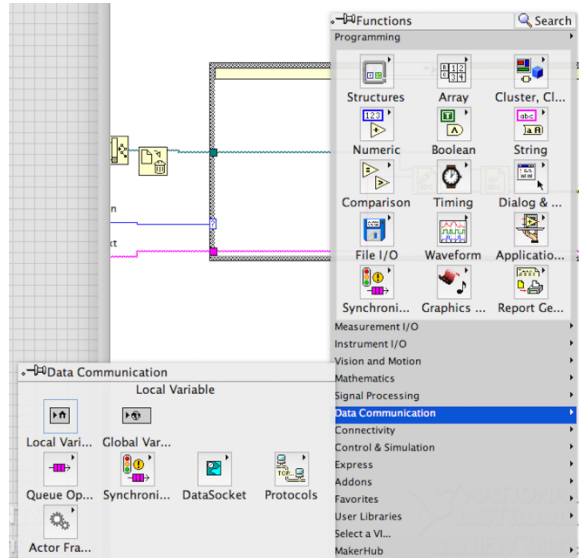 Functions
Search
Programming
Structures Array Cluster, Cl...
Numeric Boolean String
Comparison Timing Dialog & ...
File I/O Waveform Applicatio...
Synchroni... Graphics ... Report Ge...
Measurement I/O
Instrument I/O
Vision and Motion
Mathematics
Signal Processing
Data Communication
Connectivity
Control & Simulation
Express
Addons
Favorites
User Libraries
Select a VI...
MakerHub
n
xt
Data Communication
Local Variable
Local Vari... Global Var...
Queue Op... Synchroni... DataSocket Protocols
Actor Fra...